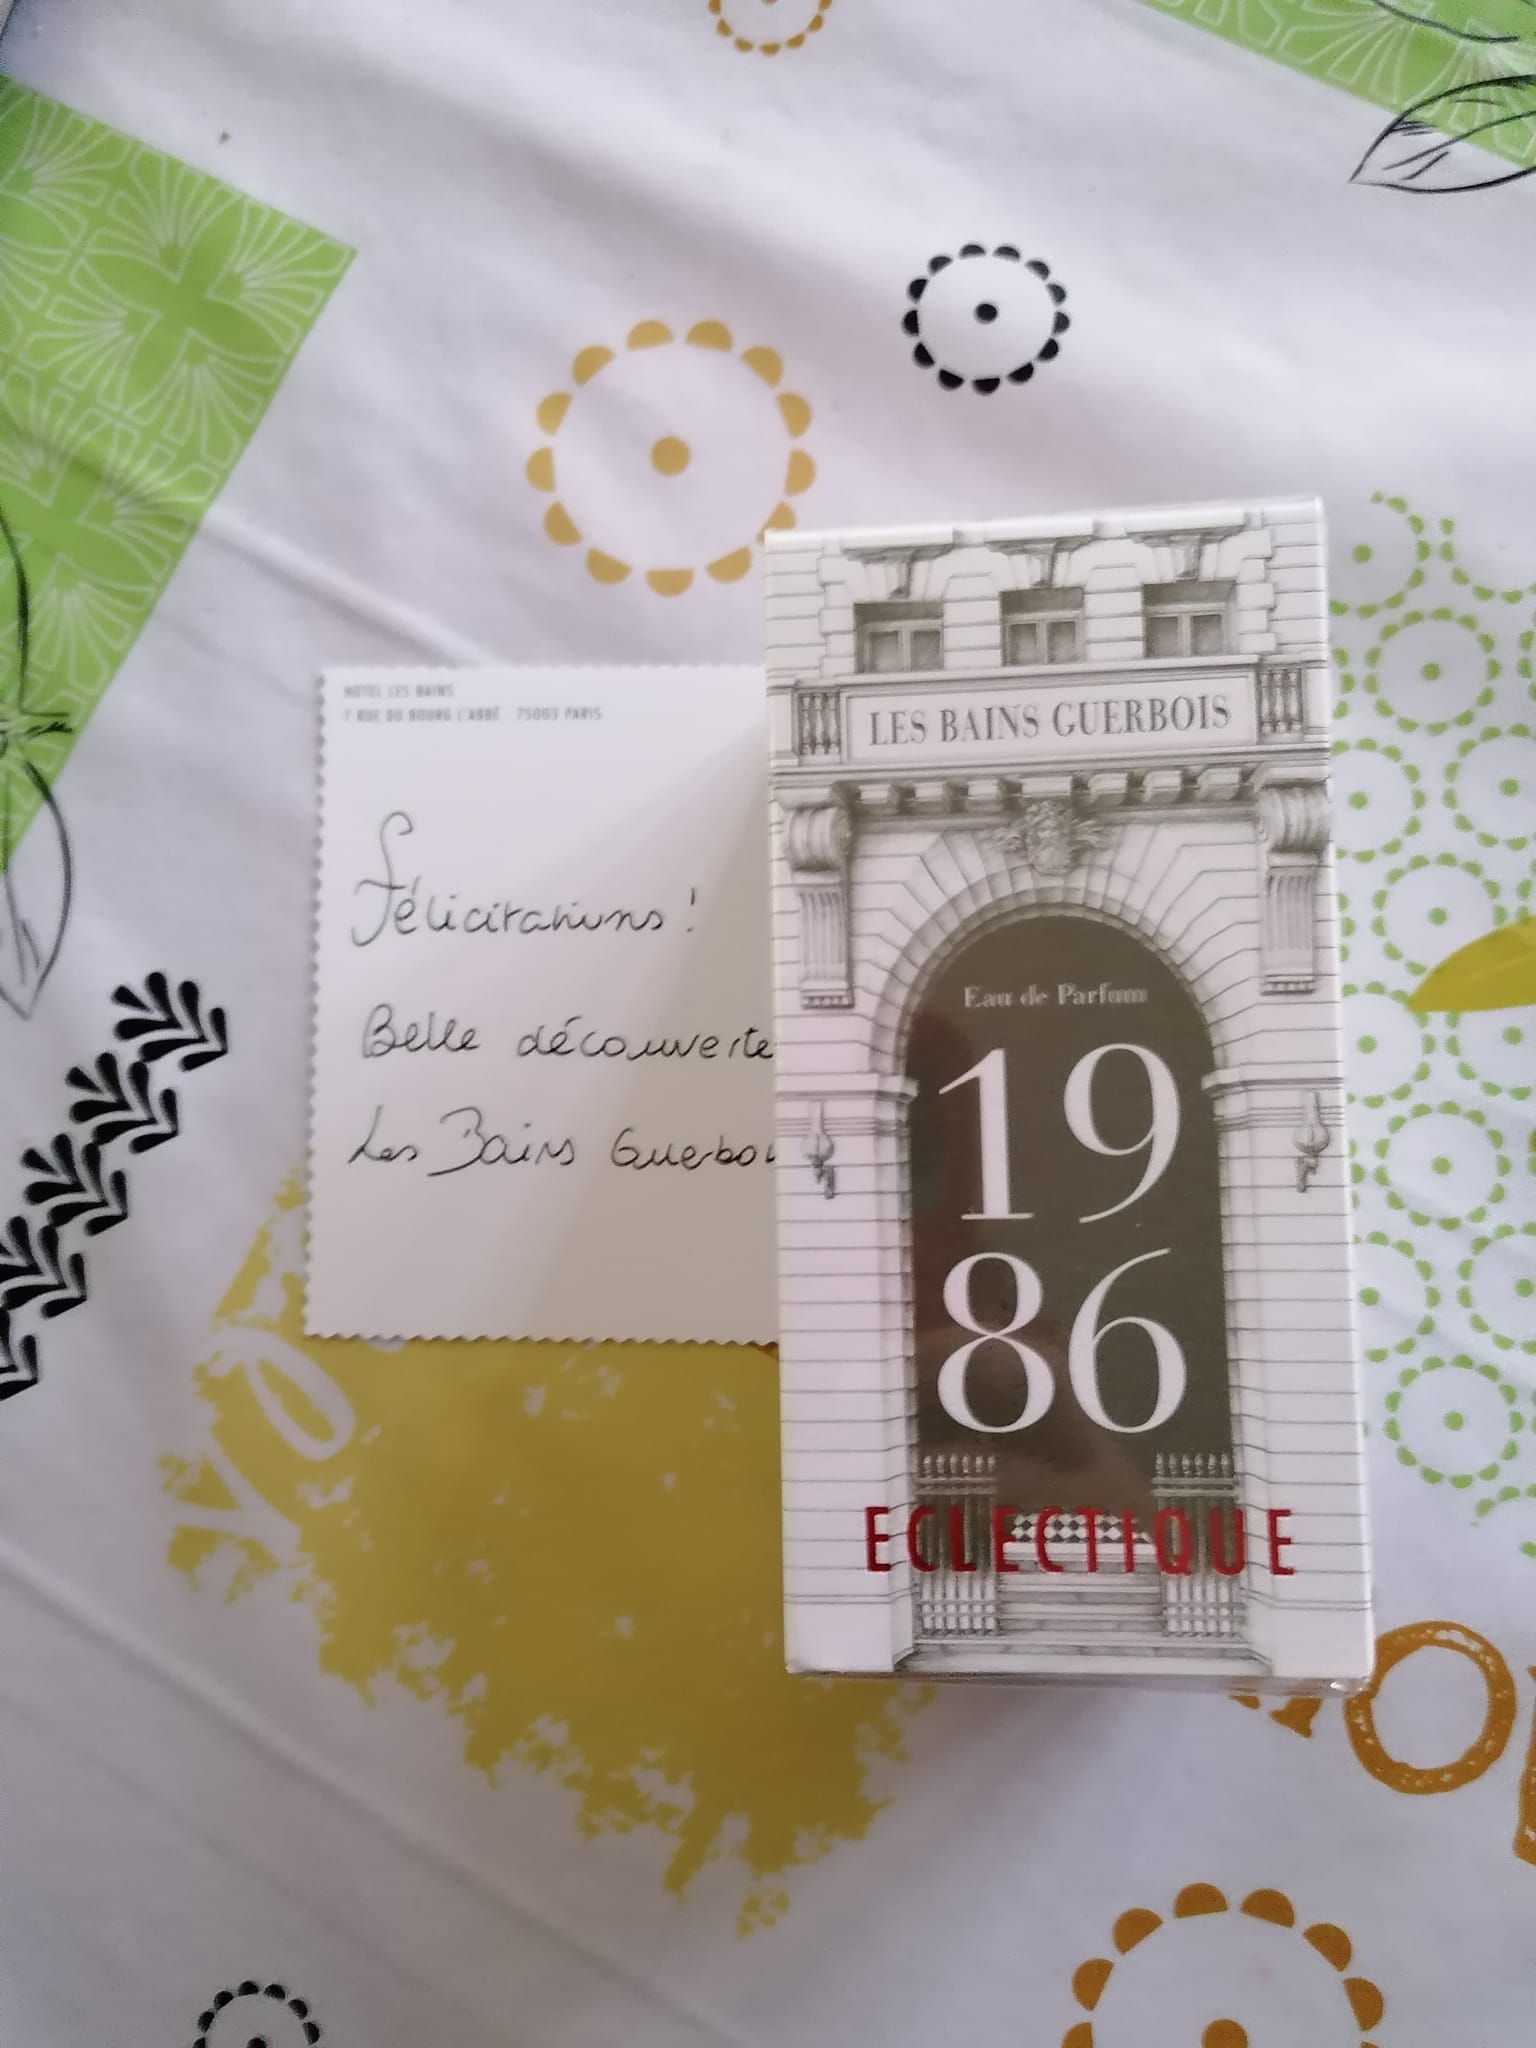 HOTEL LES BAINS
7 RUE DU BOURG L'ABBÉ 75003 PARIS
Félicitations !
Belle découverte
Les Bains Guerboi
LES BAINS GUERBOIS
Eau de Parfum
19
86
ECLECTIQUE